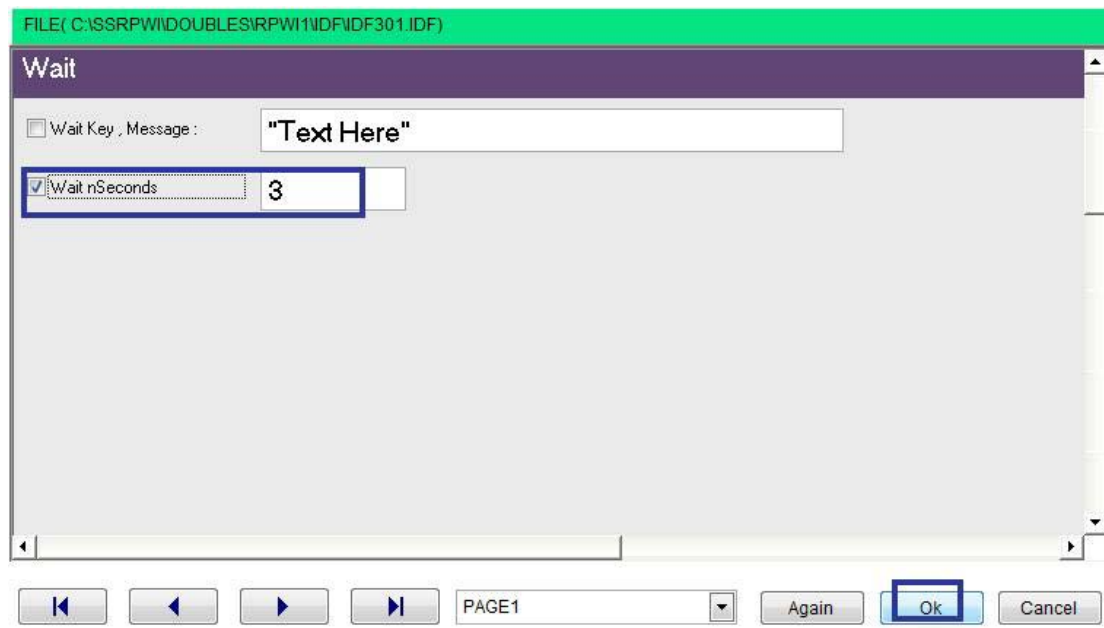 FILE( C:\SSRPWI\DOUBLES\RPWI1\IDF\IDF301.IDF)
Wait
Wait Key , Message :
"Text Here"
Wait nSeconds
3
PAGE1
Again
Ok
Cancel